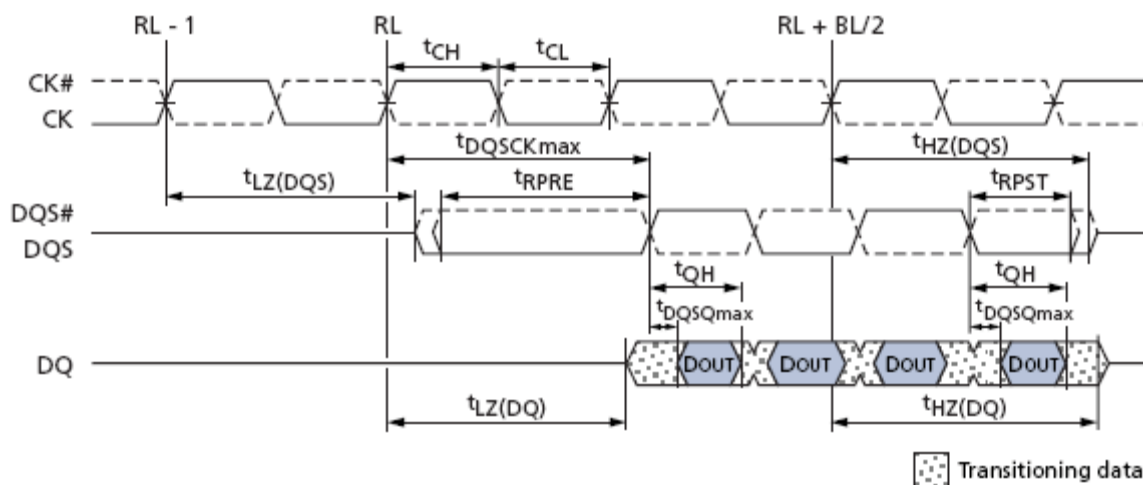 RL - 1 RL RL + BL/2
tCH tCL
CK#
CK
tDQSCKmax tHZ(DQS)
tLZ(DQS) tRPRE tRPST
DQS#
DQS
tQH tQH
tDQSQmax tDQSQmax
DQ DOUT DOUT DOUT DOUT
tLZ(DQ) tHZ(DQ)
Transitioning data